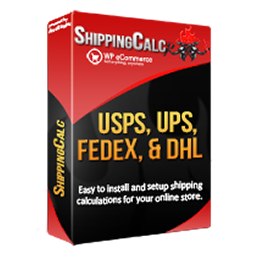 ShippingCalc
WP eCommerce
USPS, UPS,
FEDEX, & DHL
Easy to install and setup shipping
calculations for your online store.
ShippingCalc